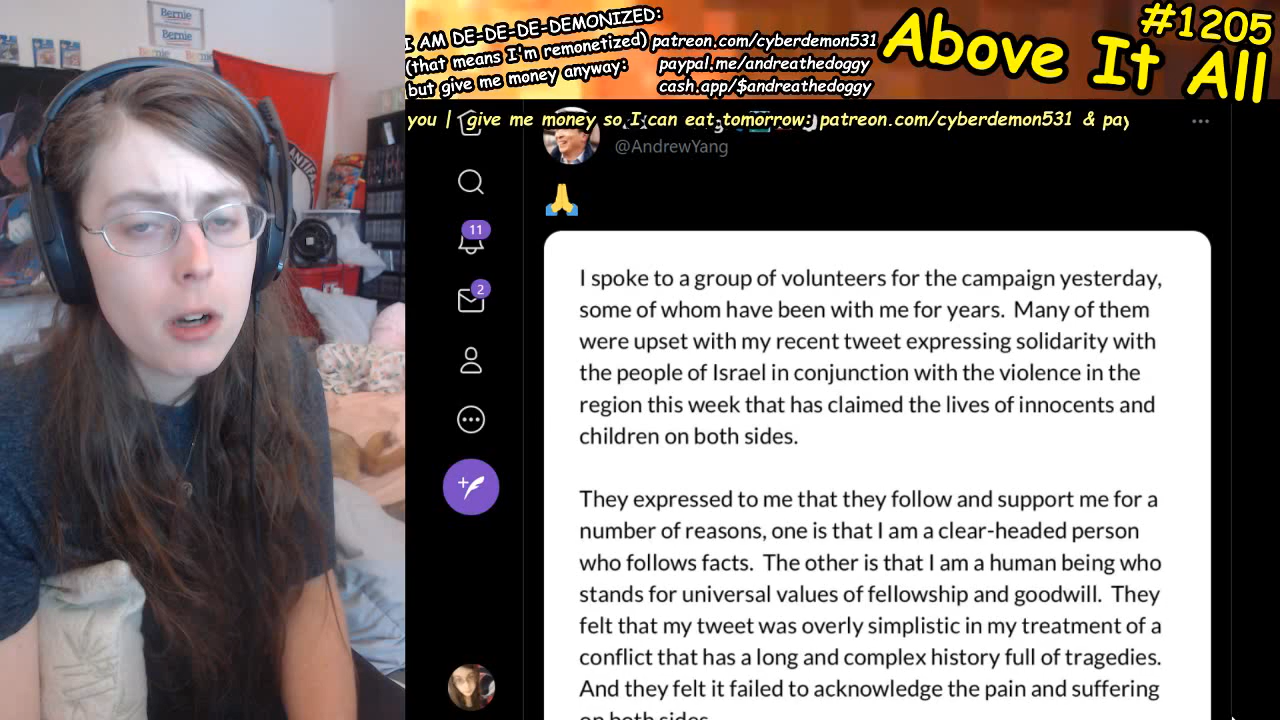 Bernie
Bernie
I AM DE-DE-DE-DEMONIZED:
(that means I'm remonetized)
but give me money anyway:
patreon.com/cyberdemon531
paypal.me/andreathedoggy
cash.app/$andreathedoggy
#1205
Above It All
you | give me money so I can eat tomorrow: patreon.com/cyberdemon531 & pay
@AndrewYang
🙏
11
2
I spoke to a group of volunteers for the campaign yesterday,
some of whom have been with me for years. Many of them
were upset with my recent tweet expressing solidarity with
the people of Israel in conjunction with the violence in the
region this week that has claimed the lives of innocents and
children on both sides.
They expressed to me that they follow and support me for a
number of reasons, one is that I am a clear-headed person
who follows facts. The other is that I am a human being who
stands for universal values of fellowship and goodwill. They
felt that my tweet was overly simplistic in my treatment of a
conflict that has a long and complex history full of tragedies.
And they felt it failed to acknowledge the pain and suffering
on both sides.